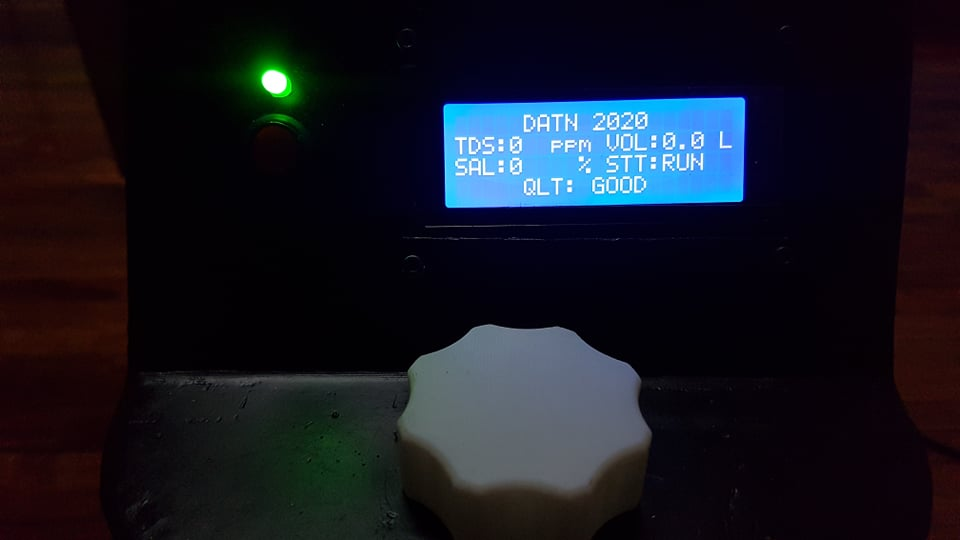 DATN 2020
TDS:0 ppm VOL:0.0 L
SAL:0 % STT:RUN
QLT: GOOD